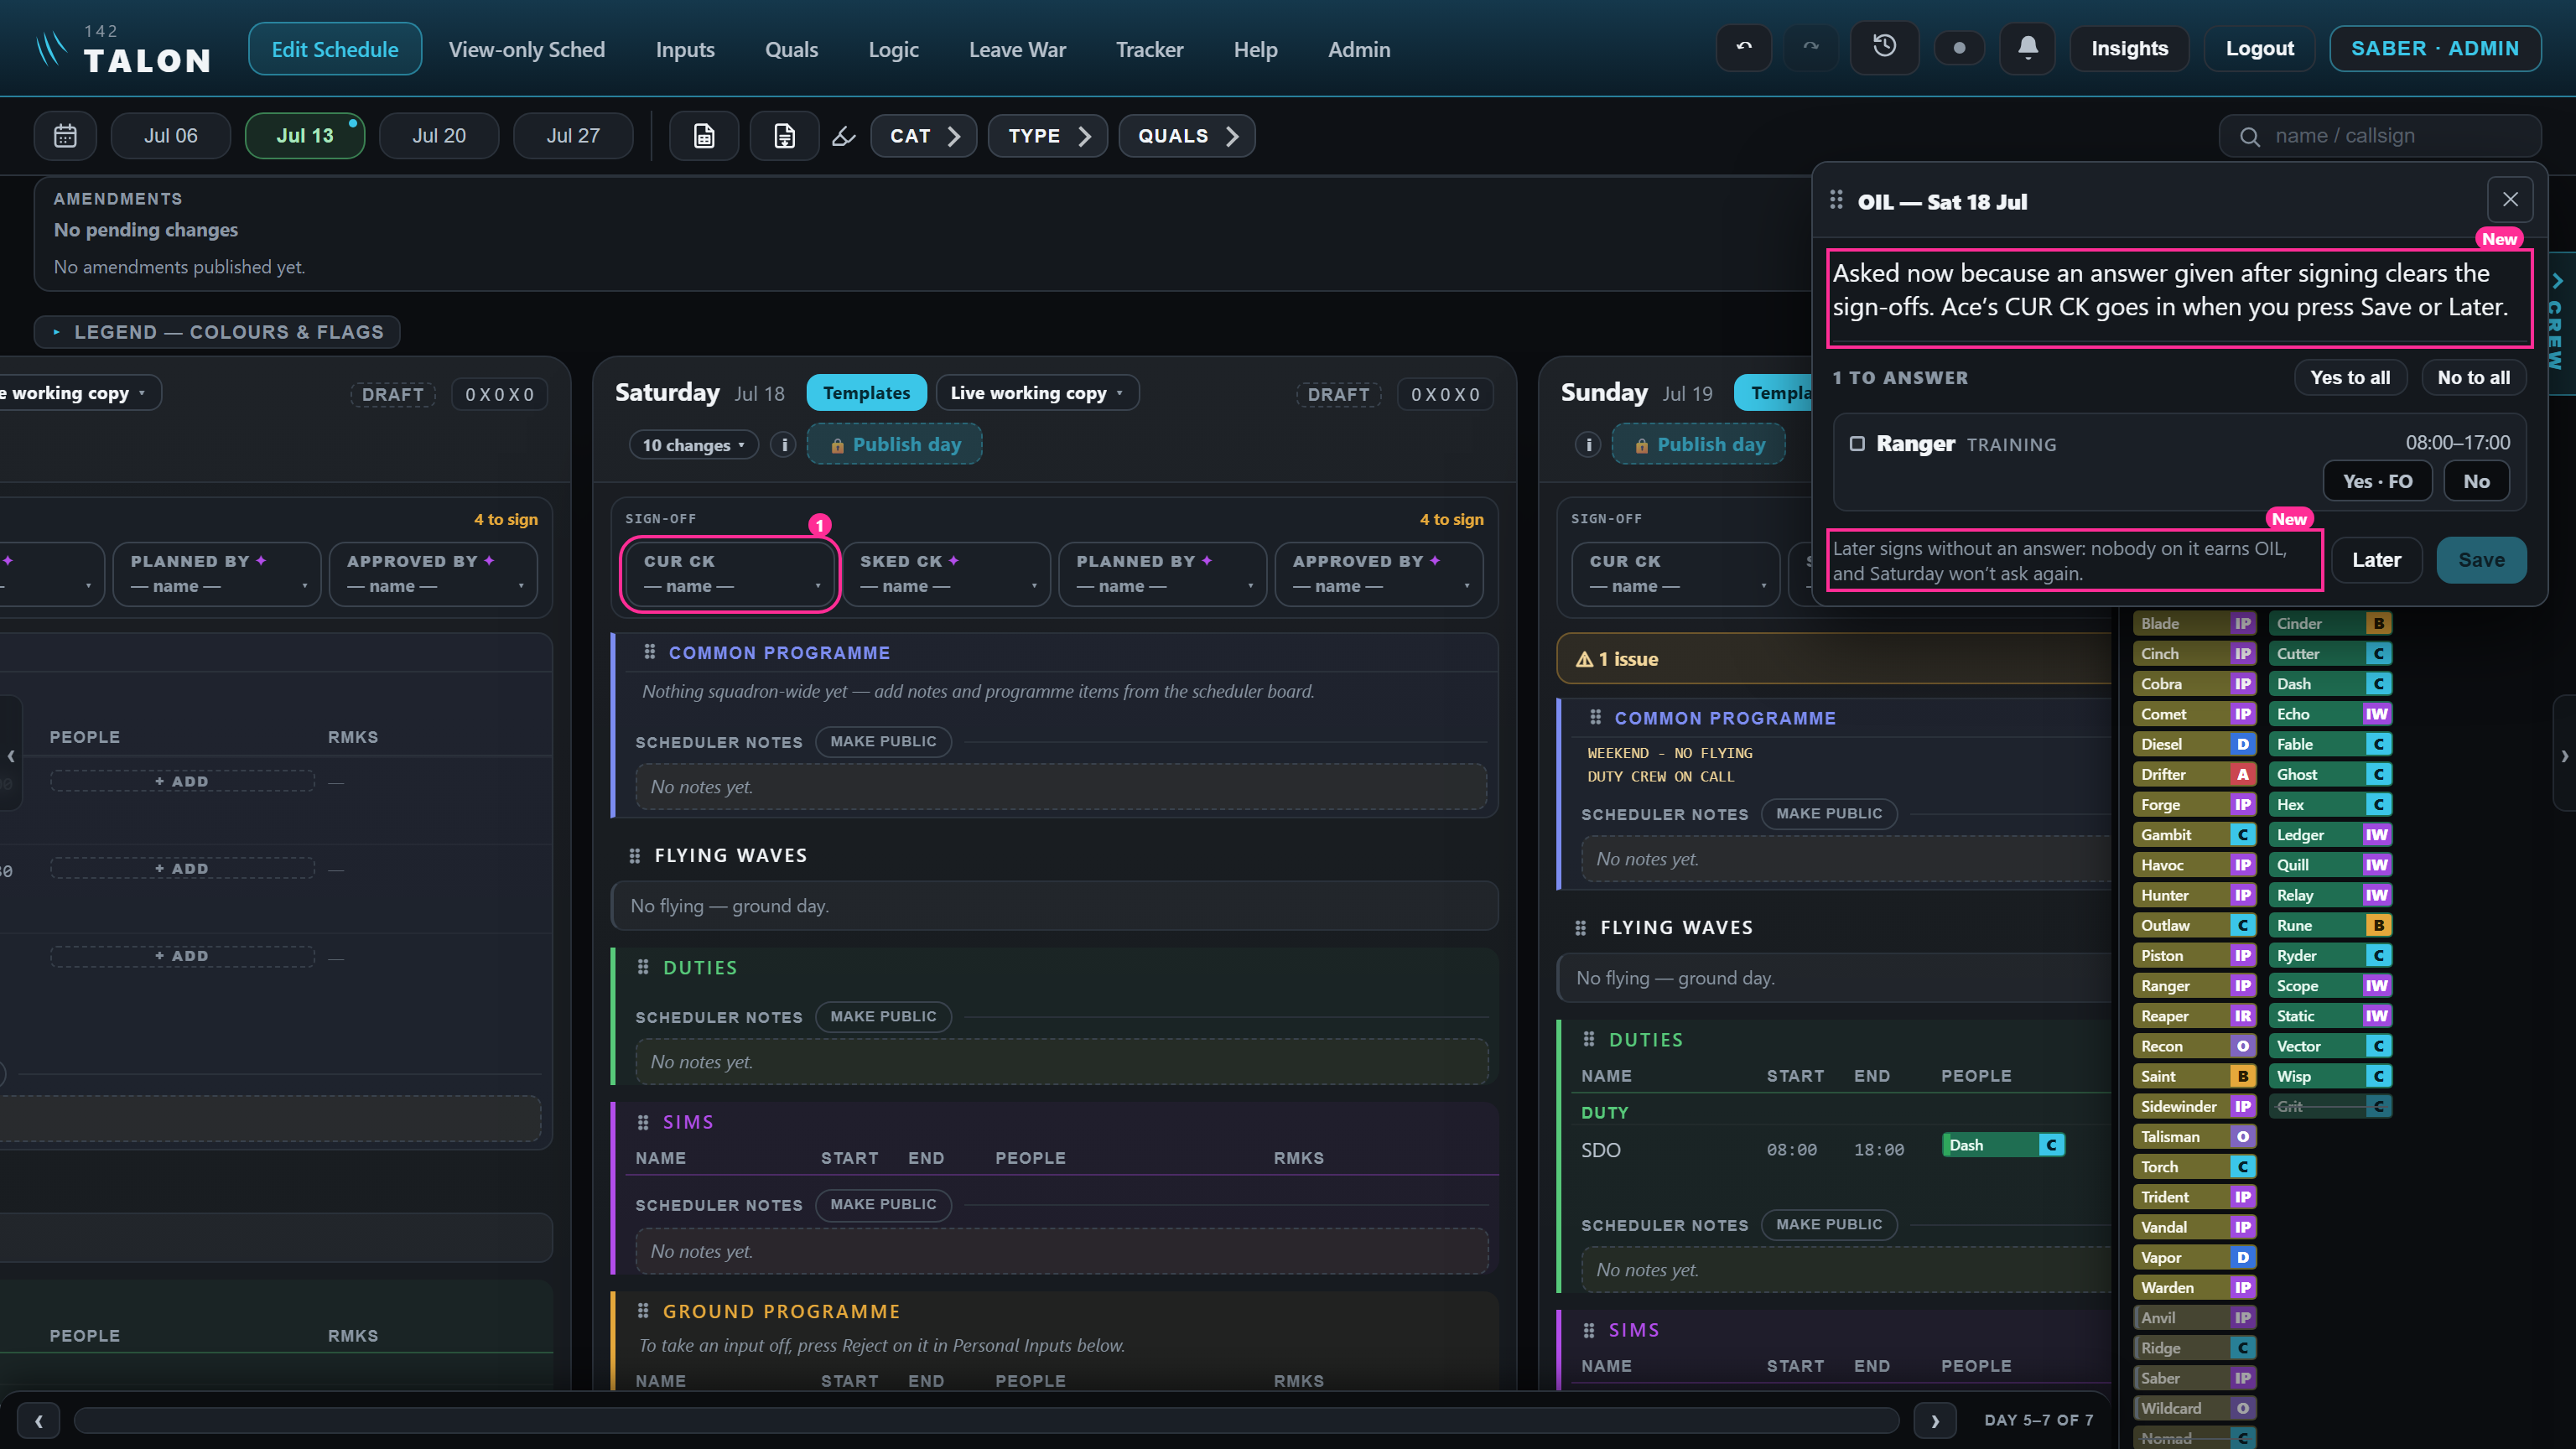 142
TALON
Edit Schedule
View-only Sched
Inputs
Quals
Logic
Leave War
Tracker
Help
Admin
Insights
Logout
SABER · ADMIN
Jul 06
Jul 13
Jul 20
Jul 27
CAT
TYPE
QUALS
name / callsign
AMENDMENTS
No pending changes
No amendments published yet.
LEGEND — COLOURS & FLAGS
OIL — Sat 18 Jul
New
Asked now because an answer given after signing clears the
sign-offs. Ace’s CUR CK goes in when you press Save or Later.
1 TO ANSWER
Yes to all
No to all
Ranger TRAINING
08:00–17:00
Yes · FO
No
New
Later signs without an answer: nobody on it earns OIL,
and Saturday won’t ask again.
Later
Save
CREW
e working copy
DRAFT
0 X 0 X 0
4 to sign
PLANNED BY
— name —
APPROVED BY
— name —
PEOPLE
RMKS
+ ADD
—
+ ADD
—
+ ADD
—
PEOPLE
RMKS
Saturday Jul 18
Templates
Live working copy
DRAFT
0 X 0 X 0
10 changes
i
Publish day
SIGN-OFF
1
4 to sign
CUR CK
— name —
SKED CK
— name —
PLANNED BY
— name —
APPROVED BY
— name —
COMMON PROGRAMME
Nothing squadron-wide yet — add notes and programme items from the scheduler board.
SCHEDULER NOTES
MAKE PUBLIC
No notes yet.
FLYING WAVES
No flying — ground day.
DUTIES
SCHEDULER NOTES
MAKE PUBLIC
No notes yet.
SIMS
NAME START END PEOPLE RMKS
SCHEDULER NOTES
MAKE PUBLIC
No notes yet.
GROUND PROGRAMME
To take an input off, press Reject on it in Personal Inputs below.
NAME START END PEOPLE RMKS
Sunday Jul 19
Templa
i
Publish day
SIGN-OFF
CUR CK
— name —
1 issue
COMMON PROGRAMME
WEEKEND - NO FLYING
DUTY CREW ON CALL
SCHEDULER NOTES
MAKE PUBLIC
No notes yet.
FLYING WAVES
No flying — ground day.
DUTIES
NAME START END PEOPLE
DUTY
SDO 08:00 18:00 Dash C
SCHEDULER NOTES
MAKE PUBLIC
No notes yet.
SIMS
NAME START END PEOPLE
Blade IP
Cinch IP
Cobra IP
Comet IP
Diesel D
Drifter A
Forge IP
Gambit C
Havoc IP
Hunter IP
Outlaw C
Piston IP
Ranger IP
Reaper IR
Recon O
Saint B
Sidewinder IP
Talisman O
Torch C
Trident IP
Vandal IP
Vapor D
Warden IP
Anvil IP
Ridge C
Saber IP
Wildcard O
Nomad C
Cinder B
Cutter C
Dash C
Echo IW
Fable C
Ghost C
Hex C
Ledger IW
Quill IW
Relay IW
Rune B
Ryder C
Scope IW
Static IW
Vector C
Wisp C
Grit C
DAY 5–7 OF 7